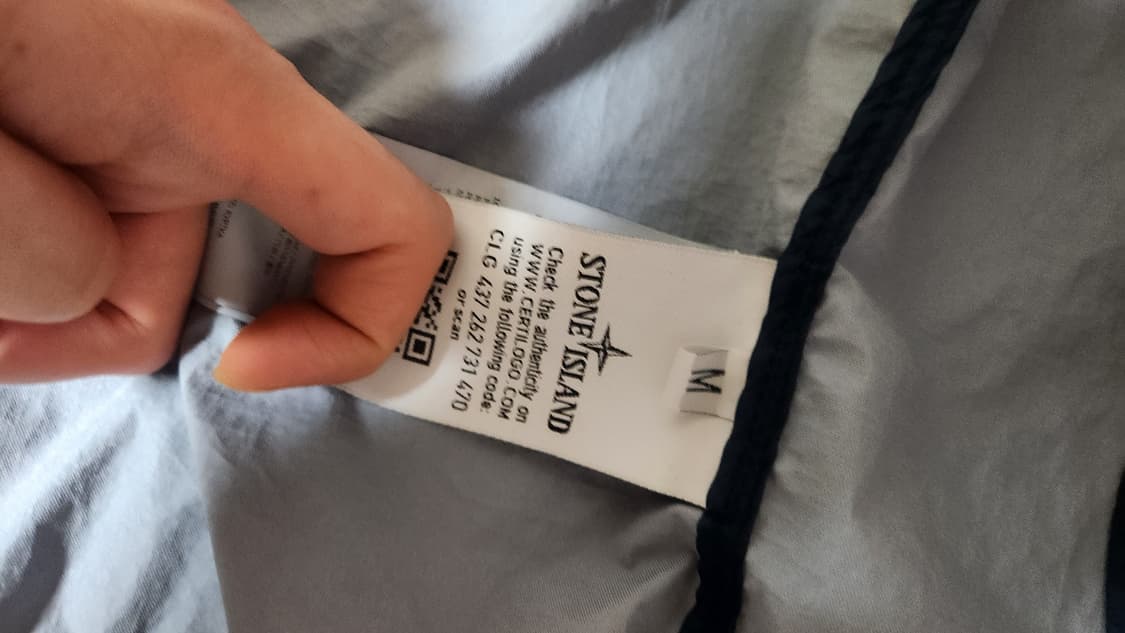 M
STONE ISLAND
Check the authenticity on
WWW.CERTILOGO.COM
using the following code:
CLG 437 262 731 470
or scan